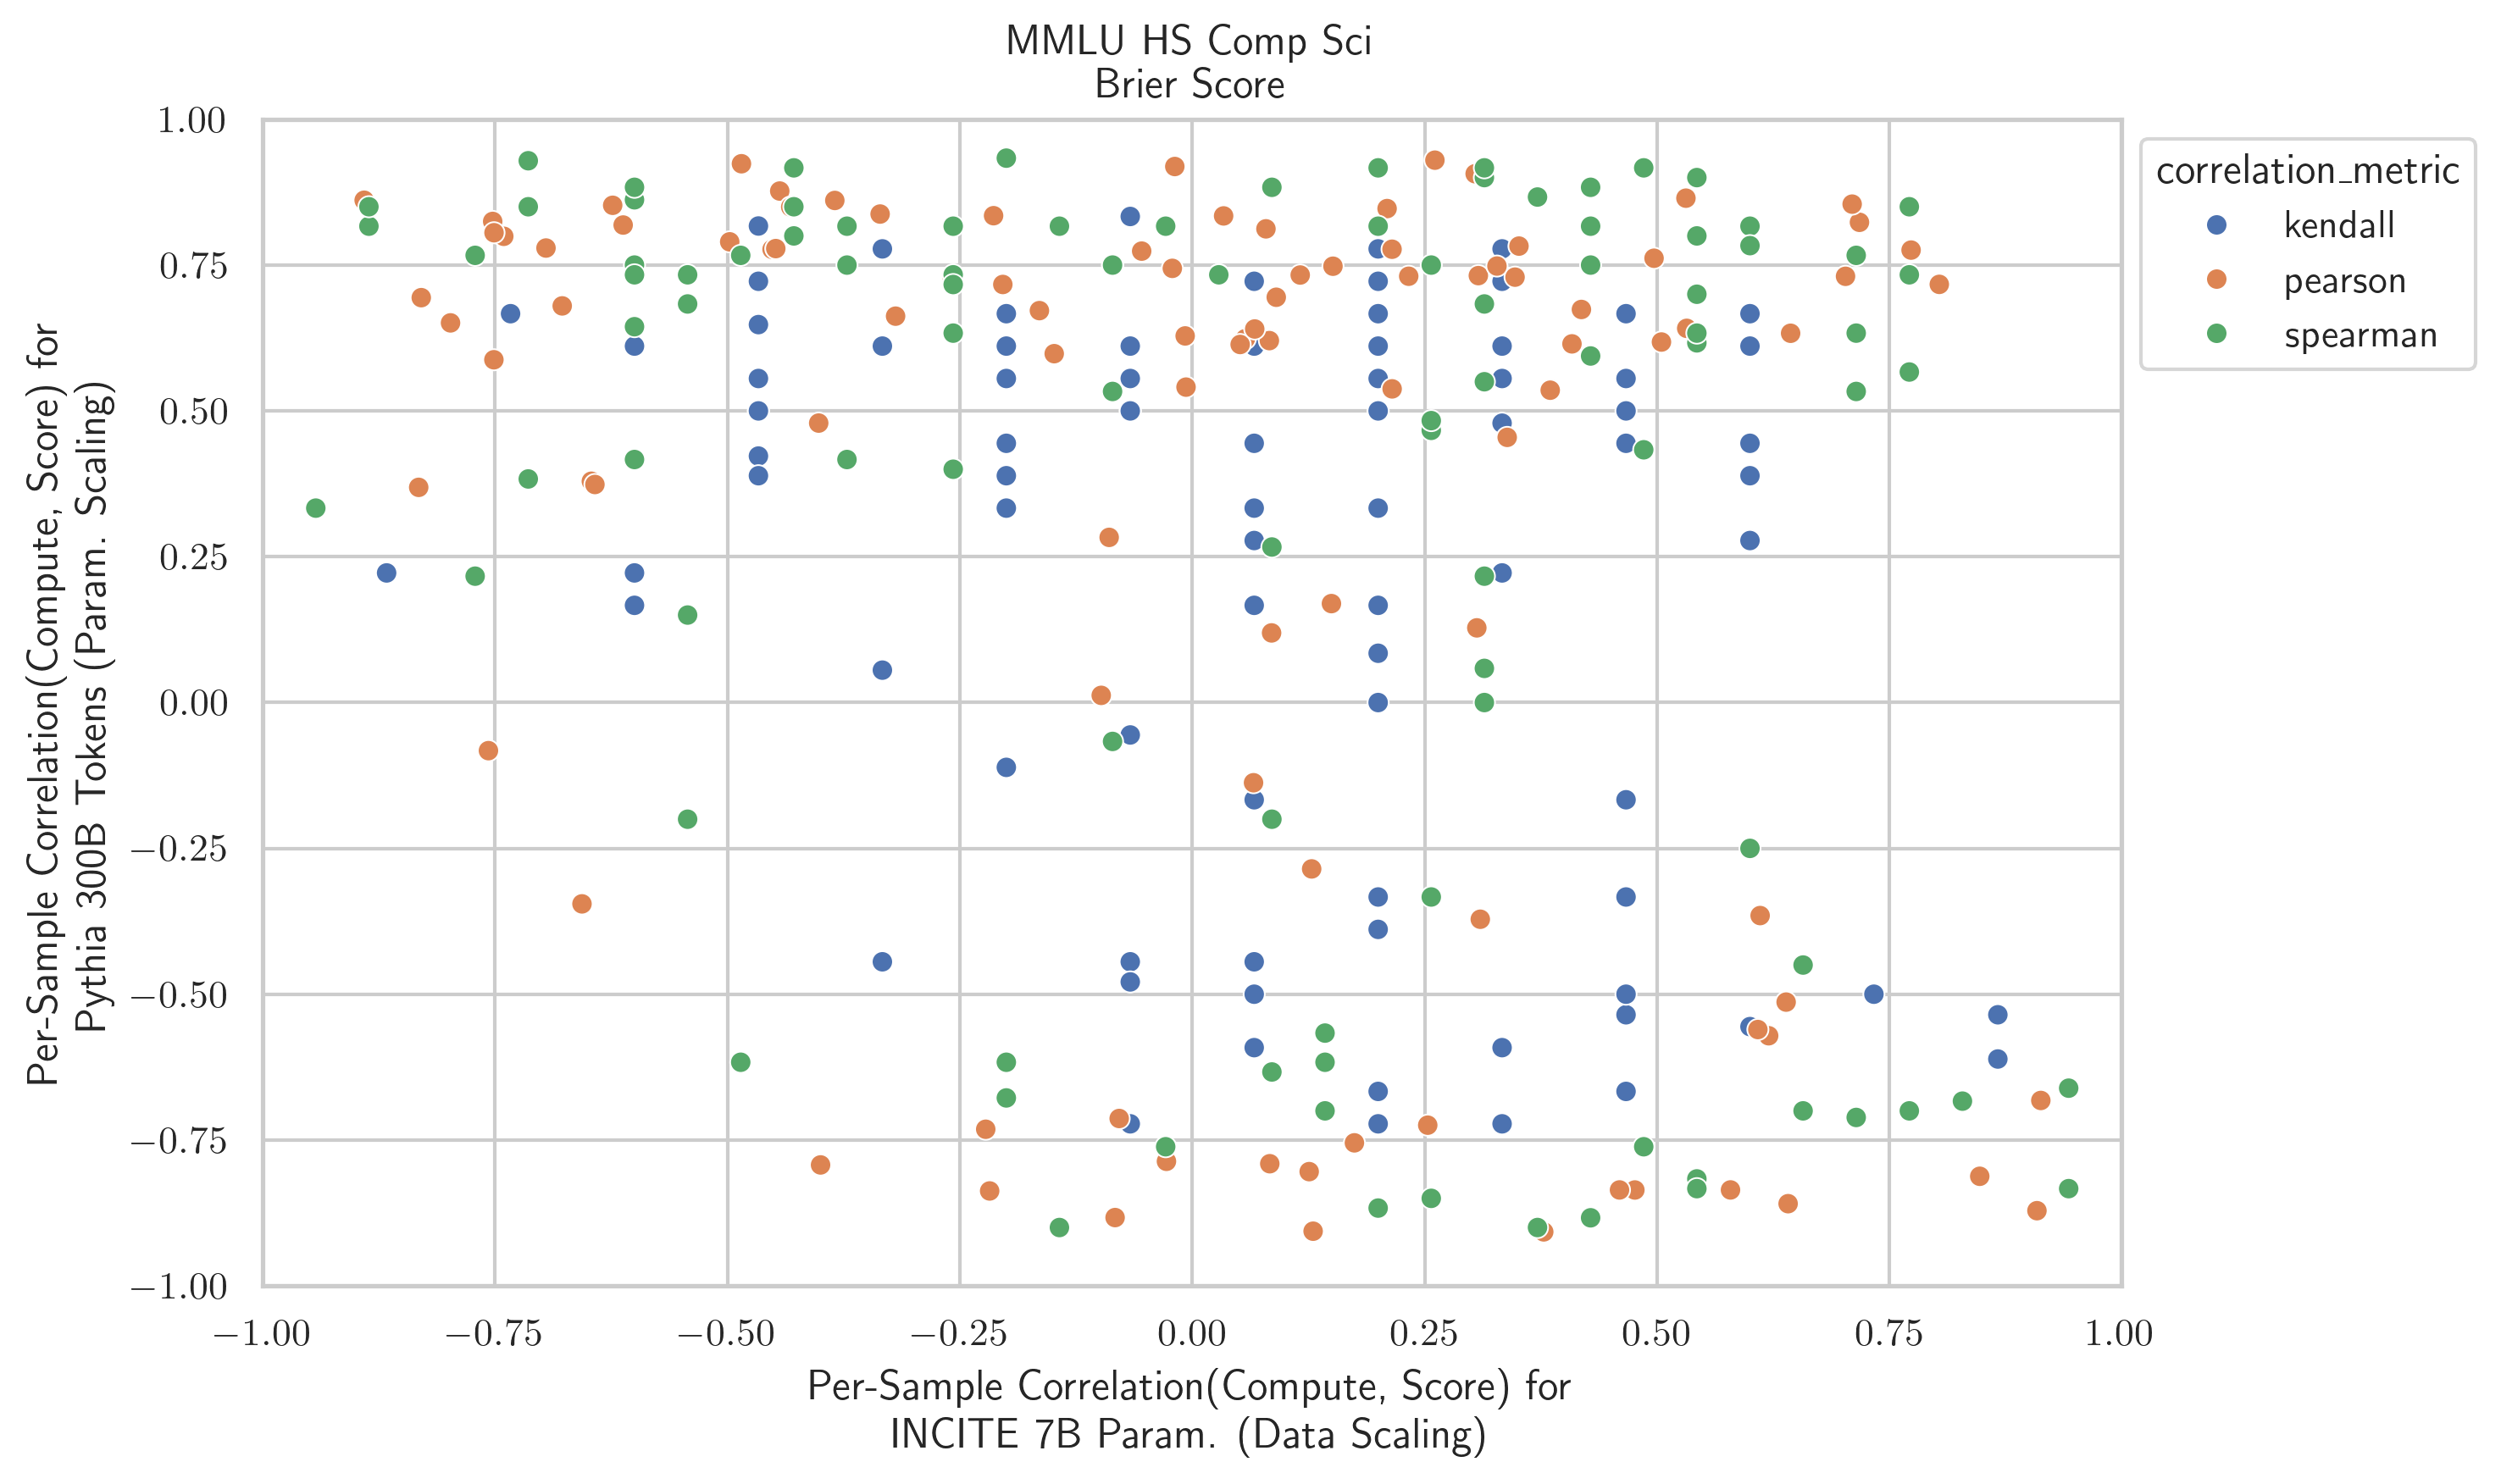 MMLU HS Comp Sci
Brier Score
Per-Sample Correlation(Compute, Score) for
Pythia 300B Tokens (Param. Scaling)
1.00
0.75
0.50
0.25
0.00
−0.25
−0.50
−0.75
−1.00
−1.00 −0.75 −0.50 −0.25 0.00 0.25 0.50 0.75 1.00
Per-Sample Correlation(Compute, Score) for
INCITE 7B Param. (Data Scaling)
correlation_metric
kendall
pearson
spearman